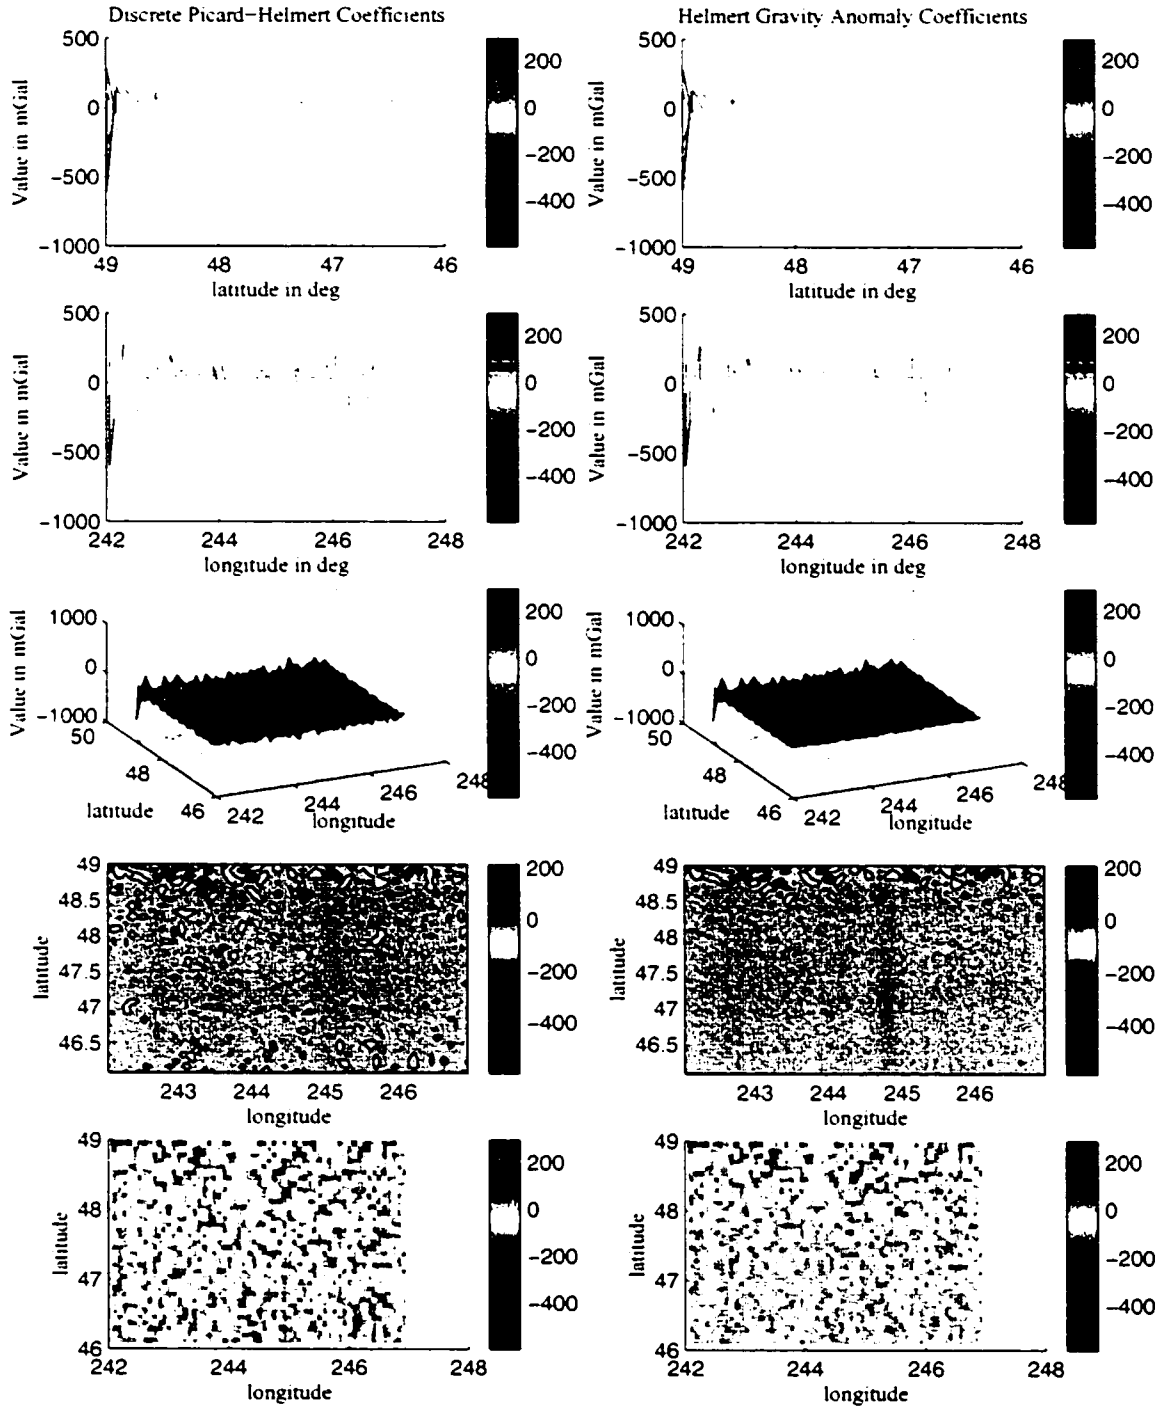 Discrete Picard-Helmert Coefficients
Helmert Gravity Anomaly Coefficients
500
0
-500
-1000
Value in mGal
49 48 47 46
latitude in deg
200
0
-200
-400
500
0
-500
-1000
Value in mGal
49 48 47 46
latitude in deg
200
0
-200
-400
500
0
-500
-1000
Value in mGal
242 244 246 248
longitude in deg
200
0
-200
-400
500
0
-500
-1000
Value in mGal
242 244 246 248
longitude in deg
200
0
-200
-400
1000
0
-1000
Value in mGal
50
48
46
latitude
242 244 246 248
longitude
200
0
-200
-400
1000
0
-1000
Value in mGal
50
48
46
latitude
242 244 246 248
longitude
200
0
-200
-400
49
48.5
48
47.5
47
46.5
latitude
243 244 245 246
longitude
200
0
-200
-400
49
48.5
48
47.5
47
46.5
latitude
243 244 245 246
longitude
200
0
-200
-400
49
48
47
46
latitude
242 244 246 248
longitude
200
0
-200
-400
49
48
47
46
latitude
242 244 246 248
longitude
200
0
-200
-400